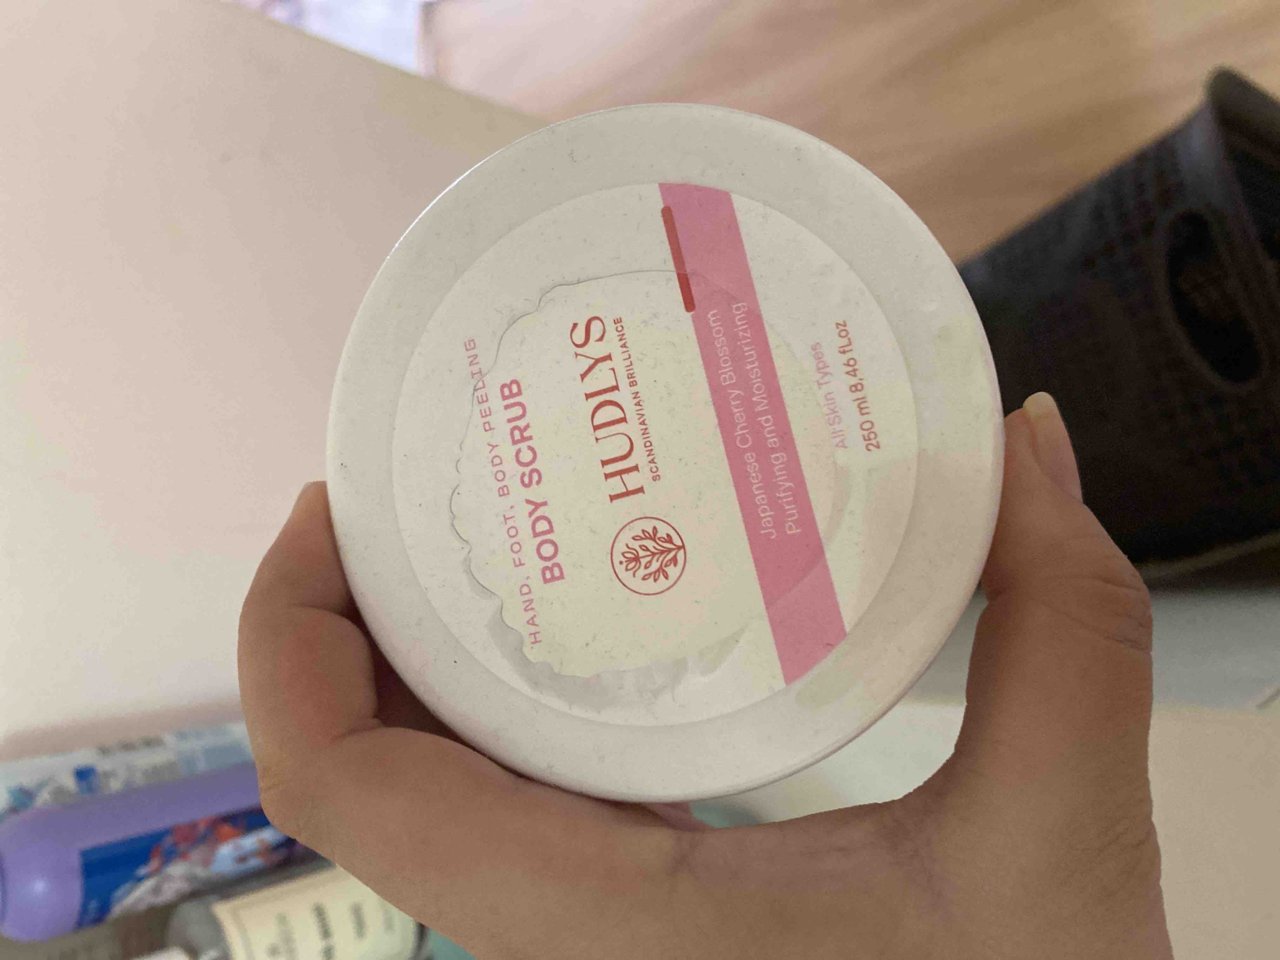 HAND, FOOT, BODY PEELING
BODY SCRUB
HUDLYS
SCANDINAVIAN BRILLIANCE
Japanese Cherry Blossom
Purifying and Moisturizing
All Skin Types
250 ml 8,46 fl.oz